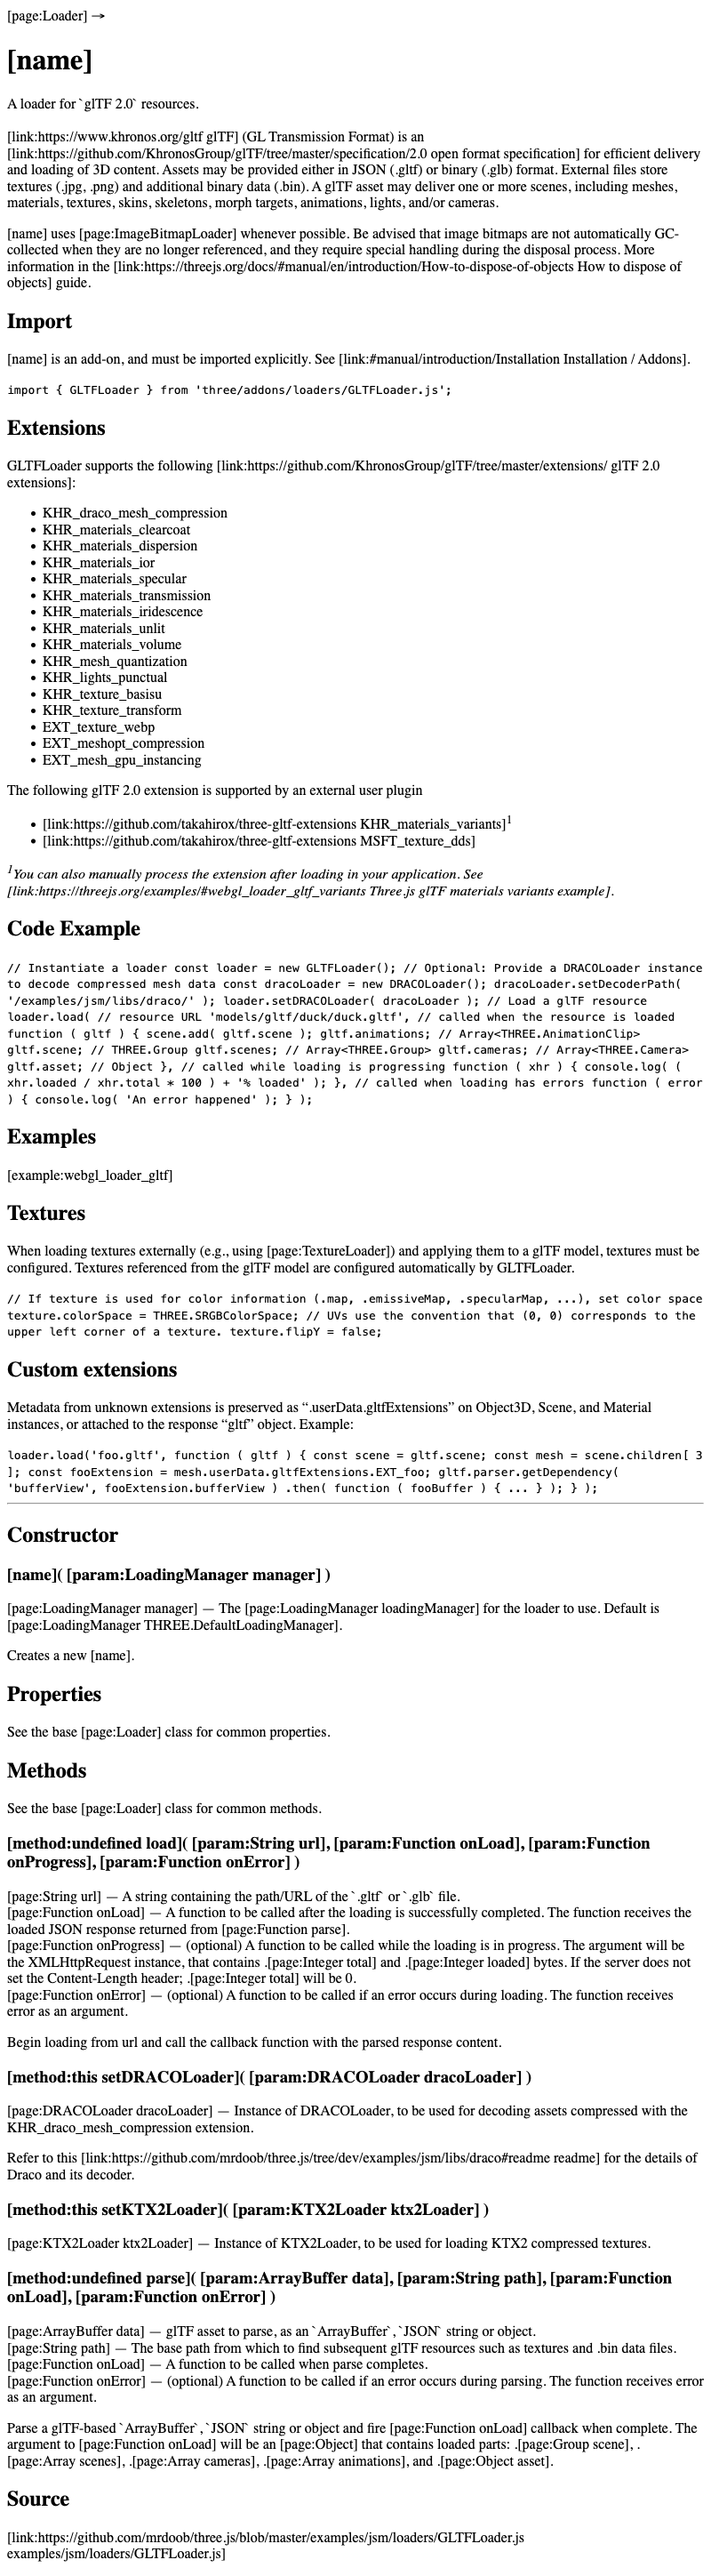 [page:Loader] →
[name]
A loader for `glTF 2.0` resources.
[link:https://www.khronos.org/gltf glTF] (GL Transmission Format) is an
[link:https://github.com/KhronosGroup/glTF/tree/master/specification/2.0 open format specification] for efficient delivery
and loading of 3D content. Assets may be provided either in JSON (.gltf) or binary (.glb) format. External files store
textures (.jpg, .png) and additional binary data (.bin). A glTF asset may deliver one or more scenes, including meshes,
materials, textures, skins, skeletons, morph targets, animations, lights, and/or cameras.
[name] uses [page:ImageBitmapLoader] whenever possible. Be advised that image bitmaps are not automatically GC-
collected when they are no longer referenced, and they require special handling during the disposal process. More
information in the [link:https://threejs.org/docs/#manual/en/introduction/How-to-dispose-of-objects How to dispose of
objects] guide.
Import
[name] is an add-on, and must be imported explicitly. See [link:#manual/introduction/Installation Installation / Addons].
import { GLTFLoader } from 'three/addons/loaders/GLTFLoader.js';
Extensions
GLTFLoader supports the following [link:https://github.com/KhronosGroup/glTF/tree/master/extensions/ glTF 2.0
extensions]:
• KHR_draco_mesh_compression
• KHR_materials_clearcoat
• KHR_materials_dispersion
• KHR_materials_ior
• KHR_materials_specular
• KHR_materials_transmission
• KHR_materials_iridescence
• KHR_materials_unlit
• KHR_materials_volume
• KHR_mesh_quantization
• KHR_lights_punctual
• KHR_texture_basisu
• KHR_texture_transform
• EXT_texture_webp
• EXT_meshopt_compression
• EXT_mesh_gpu_instancing
The following glTF 2.0 extension is supported by an external user plugin
• [link:https://github.com/takahirox/three-gltf-extensions KHR_materials_variants]1
• [link:https://github.com/takahirox/three-gltf-extensions MSFT_texture_dds]
1You can also manually process the extension after loading in your application. See
[link:https://threejs.org/examples/#webgl_loader_gltf_variants Three.js glTF materials variants example].
Code Example
// Instantiate a loader const loader = new GLTFLoader(); // Optional: Provide a DRACOLoader instance
to decode compressed mesh data const dracoLoader = new DRACOLoader(); dracoLoader.setDecoderPath(
'/examples/jsm/libs/draco/' ); loader.setDRACOLoader( dracoLoader ); // Load a glTF resource
loader.load( // resource URL 'models/gltf/duck/duck.gltf', // called when the resource is loaded
function ( gltf ) { scene.add( gltf.scene ); gltf.animations; // Array<THREE.AnimationClip>
gltf.scene; // THREE.Group gltf.scenes; // Array<THREE.Group> gltf.cameras; // Array<THREE.Camera>
gltf.asset; // Object }, // called while loading is progressing function ( xhr ) { console.log( (
xhr.loaded / xhr.total * 100 ) + '% loaded' ); }, // called when loading has errors function ( error
) { console.log( 'An error happened' ); } );
Examples
[example:webgl_loader_gltf]
Textures
When loading textures externally (e.g., using [page:TextureLoader]) and applying them to a glTF model, textures must be
configured. Textures referenced from the glTF model are configured automatically by GLTFLoader.
// If texture is used for color information (.map, .emissiveMap, .specularMap, ...), set color space
texture.colorSpace = THREE.SRGBColorSpace; // UVs use the convention that (0, 0) corresponds to the
upper left corner of a texture. texture.flipY = false;
Custom extensions
Metadata from unknown extensions is preserved as “.userData.gltfExtensions” on Object3D, Scene, and Material
instances, or attached to the response “gltf” object. Example:
loader.load('foo.gltf', function ( gltf ) { const scene = gltf.scene; const mesh = scene.children[ 3
]; const fooExtension = mesh.userData.gltfExtensions.EXT_foo; gltf.parser.getDependency(
'bufferView', fooExtension.bufferView ) .then( function ( fooBuffer ) { ... } ); } );
Constructor
[name]( [param:LoadingManager manager] )
[page:LoadingManager manager] — The [page:LoadingManager loadingManager] for the loader to use. Default is
[page:LoadingManager THREE.DefaultLoadingManager].
Creates a new [name].
Properties
See the base [page:Loader] class for common properties.
Methods
See the base [page:Loader] class for common methods.
[method:undefined load]( [param:String url], [param:Function onLoad], [param:Function
onProgress], [param:Function onError] )
[page:String url] — A string containing the path/URL of the `.gltf` or `.glb` file.
[page:Function onLoad] — A function to be called after the loading is successfully completed. The function receives the
loaded JSON response returned from [page:Function parse].
[page:Function onProgress] — (optional) A function to be called while the loading is in progress. The argument will be
the XMLHttpRequest instance, that contains .[page:Integer total] and .[page:Integer loaded] bytes. If the server does not
set the Content-Length header; .[page:Integer total] will be 0.
[page:Function onError] — (optional) A function to be called if an error occurs during loading. The function receives
error as an argument.
Begin loading from url and call the callback function with the parsed response content.
[method:this setDRACOLoader]( [param:DRACOLoader dracoLoader] )
[page:DRACOLoader dracoLoader] — Instance of DRACOLoader, to be used for decoding assets compressed with the
KHR_draco_mesh_compression extension.
Refer to this [link:https://github.com/mrdoob/three.js/tree/dev/examples/jsm/libs/draco#readme readme] for the details of
Draco and its decoder.
[method:this setKTX2Loader]( [param:KTX2Loader ktx2Loader] )
[page:KTX2Loader ktx2Loader] — Instance of KTX2Loader, to be used for loading KTX2 compressed textures.
[method:undefined parse]( [param:ArrayBuffer data], [param:String path], [param:Function
onLoad], [param:Function onError] )
[page:ArrayBuffer data] — glTF asset to parse, as an `ArrayBuffer`, `JSON` string or object.
[page:String path] — The base path from which to find subsequent glTF resources such as textures and .bin data files.
[page:Function onLoad] — A function to be called when parse completes.
[page:Function onError] — (optional) A function to be called if an error occurs during parsing. The function receives error
as an argument.
Parse a glTF-based `ArrayBuffer`, `JSON` string or object and fire [page:Function onLoad] callback when complete. The
argument to [page:Function onLoad] will be an [page:Object] that contains loaded parts: .[page:Group scene], .
[page:Array scenes], .[page:Array cameras], .[page:Array animations], and .[page:Object asset].
Source
[link:https://github.com/mrdoob/three.js/blob/master/examples/jsm/loaders/GLTFLoader.js
examples/jsm/loaders/GLTFLoader.js]